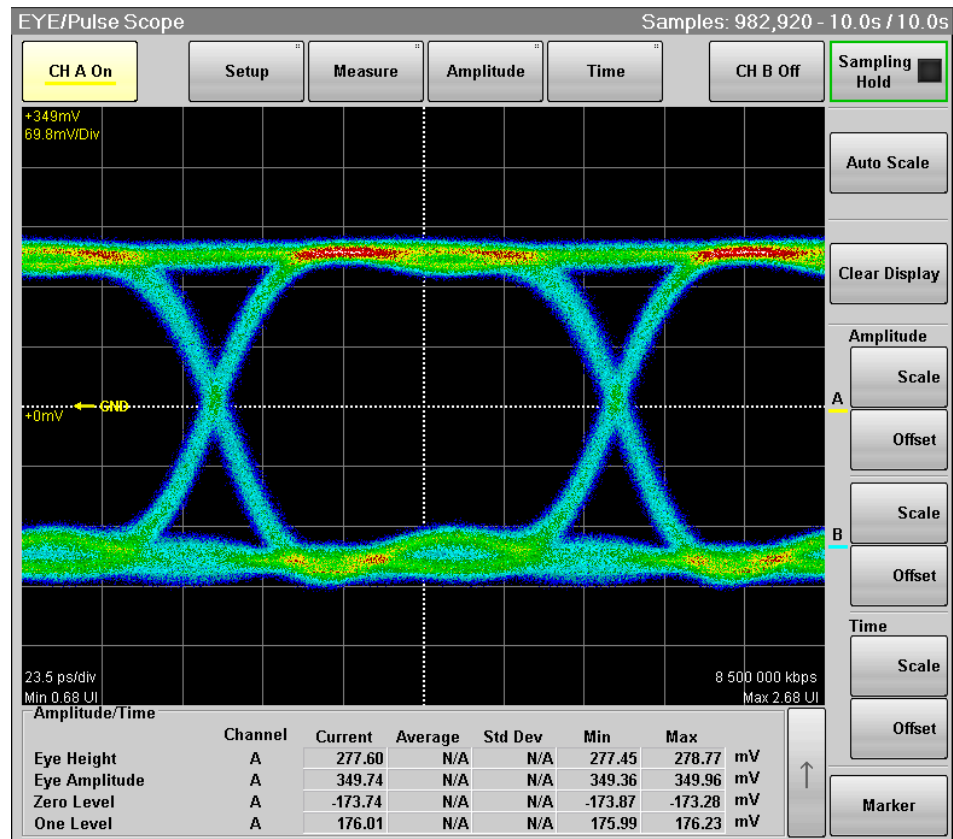 EYE/Pulse Scope Samples: 982,920 - 10.0s / 10.0s
CH A On Setup Measure Amplitude Time CH B Off Sampling Hold
+349mV
69.8mV/Div
Auto Scale
Clear Display
Amplitude
Scale
A
+0mV GND
Offset
Scale
B
Offset
Time
Scale
23.5 ps/div 8 500 000 kbps
Min 0.68 UI Max 2.68 UI
Offset
Amplitude/Time
Channel Current Average Std Dev Min Max
Eye Height A 277.60 N/A N/A 277.45 278.77 mV
Eye Amplitude A 349.74 N/A N/A 349.36 349.96 mV
Zero Level A -173.74 N/A N/A -173.87 -173.28 mV
One Level A 176.01 N/A N/A 175.99 176.23 mV
Marker